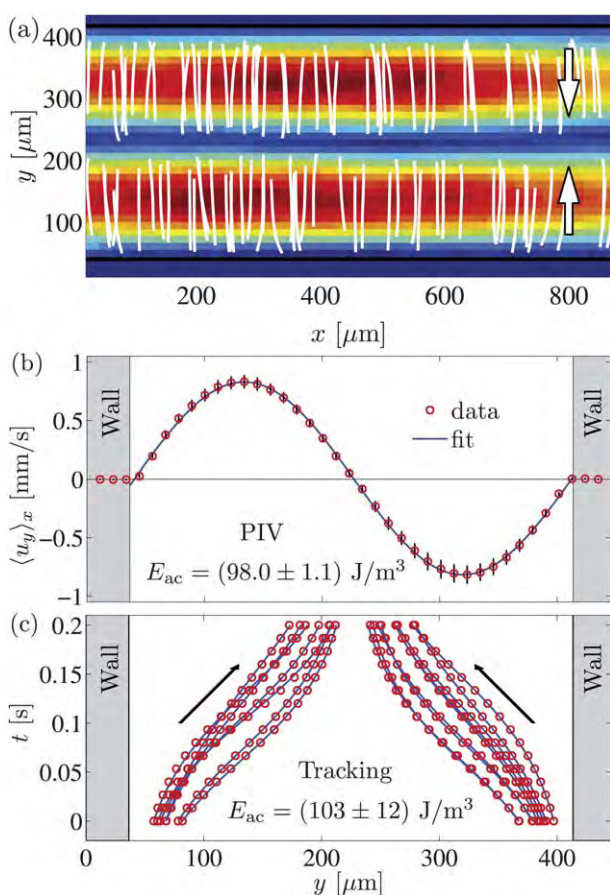 (a)
400
300
200
100
y [μm]
200 400 600 800
x [μm]
(b)
1
0.5
0
-0.5
-1
⟨u_y⟩_x [mm/s]
Wall
Wall
data
fit
PIV
E_ac = (98.0 ± 1.1) J/m³
(c)
0.2
0.15
0.1
0.05
0
t [s]
Wall
Wall
Tracking
E_ac = (103 ± 12) J/m³
0 100 200 300 400
y [μm]